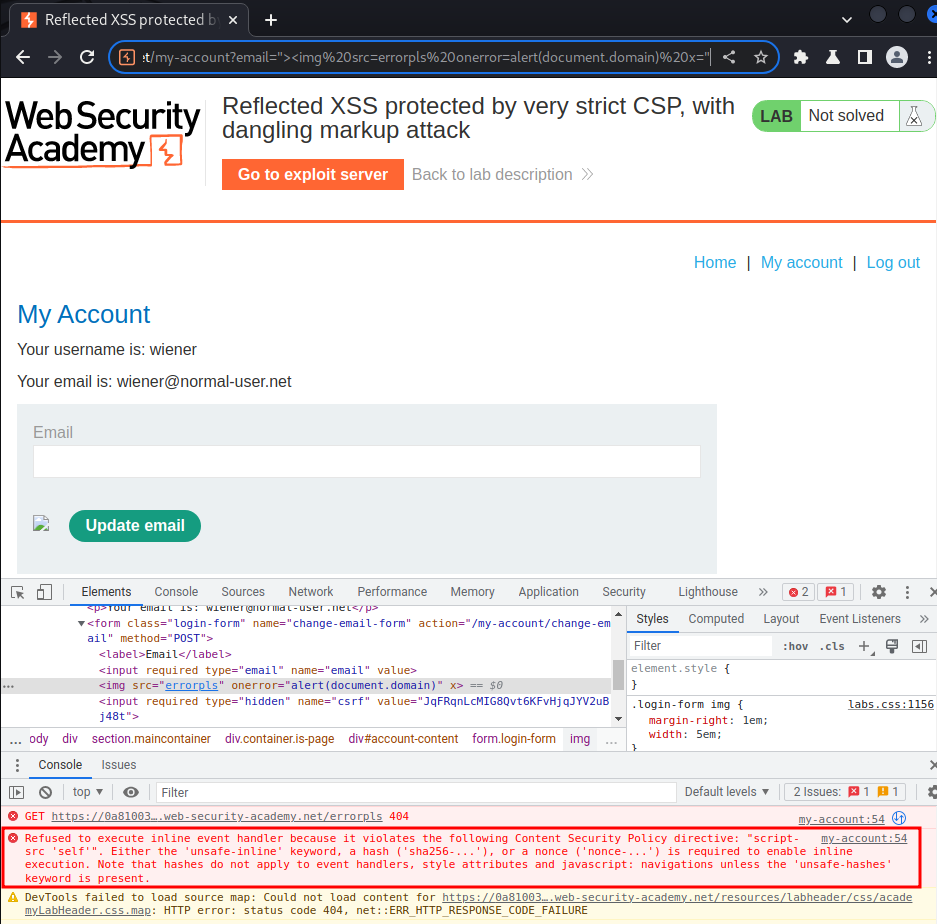 Reflected XSS protected by
et/my-account?email="><img%20src=errorpls%20onerror=alert(document.domain)%20x="
Web Security
Academy
Reflected XSS protected by very strict CSP, with
dangling markup attack
LAB Not solved
Go to exploit server
Back to lab description
Home | My account | Log out
My Account
Your username is: wiener
Your email is: wiener@normal-user.net
Email
Update email
Elements Console Sources Network Performance Memory Application Security Lighthouse » 2 1
<p>Your email is: wiener@normal-user.net</p>
▼<form class="login-form" name="change-email-form" action="/my-account/change-em
ail" method="POST">
<label>Email</label>
<input required type="email" name="email" value>
<img src="errorpls" onerror="alert(document.domain)" x> == $0
<input required type="hidden" name="csrf" value="JqFRqnLcMIG8Qvt6KFvHjqJYV2uB
j48t">
... ody div section.maincontainer div.container.is-page div#account-content form.login-form img ...
Styles Computed Layout Event Listeners »
Filter :hov .cls +
element.style {
}
.login-form img { labs.css:1156
margin-right: 1em;
width: 5em;
}
Console Issues
top ▼ Filter Default levels ▼ 2 Issues: 1 1
GET https://0a81003….web-security-academy.net/errorpls 404 my-account:54
Refused to execute inline event handler because it violates the following Content Security Policy directive: "script- my-account:54
src 'self'". Either the 'unsafe-inline' keyword, a hash ('sha256-...'), or a nonce ('nonce-...') is required to enable inline
execution. Note that hashes do not apply to event handlers, style attributes and javascript: navigations unless the 'unsafe-hashes'
keyword is present.
DevTools failed to load source map: Could not load content for https://0a81003….web-security-academy.net/resources/labheader/css/acade
myLabHeader.css.map: HTTP error: status code 404, net::ERR_HTTP_RESPONSE_CODE_FAILURE